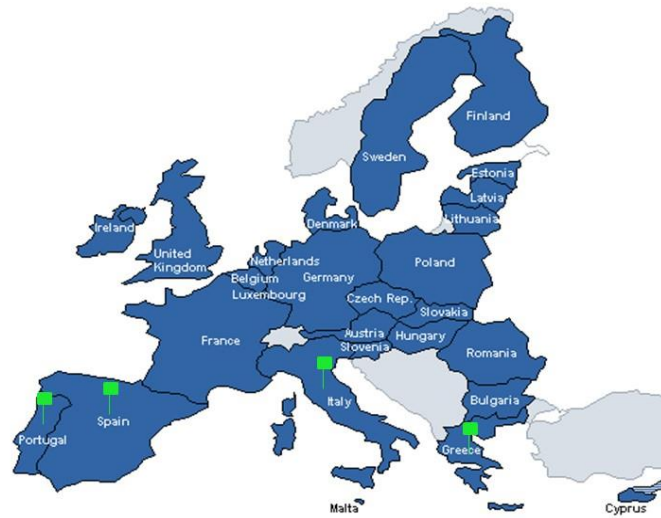 Finland
Sweden
Estonia
Latvia
Lithuania
Denmark
Ireland
United
Kingdom
Netherlands
Belgium
Germany
Poland
Luxembourg
Czech Rep.
Slovakia
France
Austria
Hungary
Slovenia
Romania
Italy
Bulgaria
Spain
Portugal
Greece
Malta
Cyprus